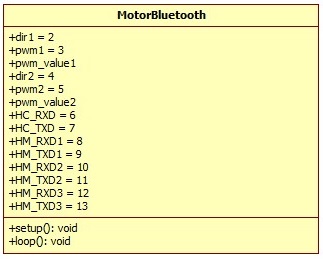 MotorBluetooth
+dir1 = 2
+pwm1 = 3
+pwm_value1
+dir2 = 4
+pwm2 = 5
+pwm_value2
+HC_RXD = 6
+HC_TXD = 7
+HM_RXD1 = 8
+HM_TXD1 = 9
+HM_RXD2 = 10
+HM_TXD2 = 11
+HM_RXD3 = 12
+HM_TXD3 = 13
+setup(): void
+loop(): void